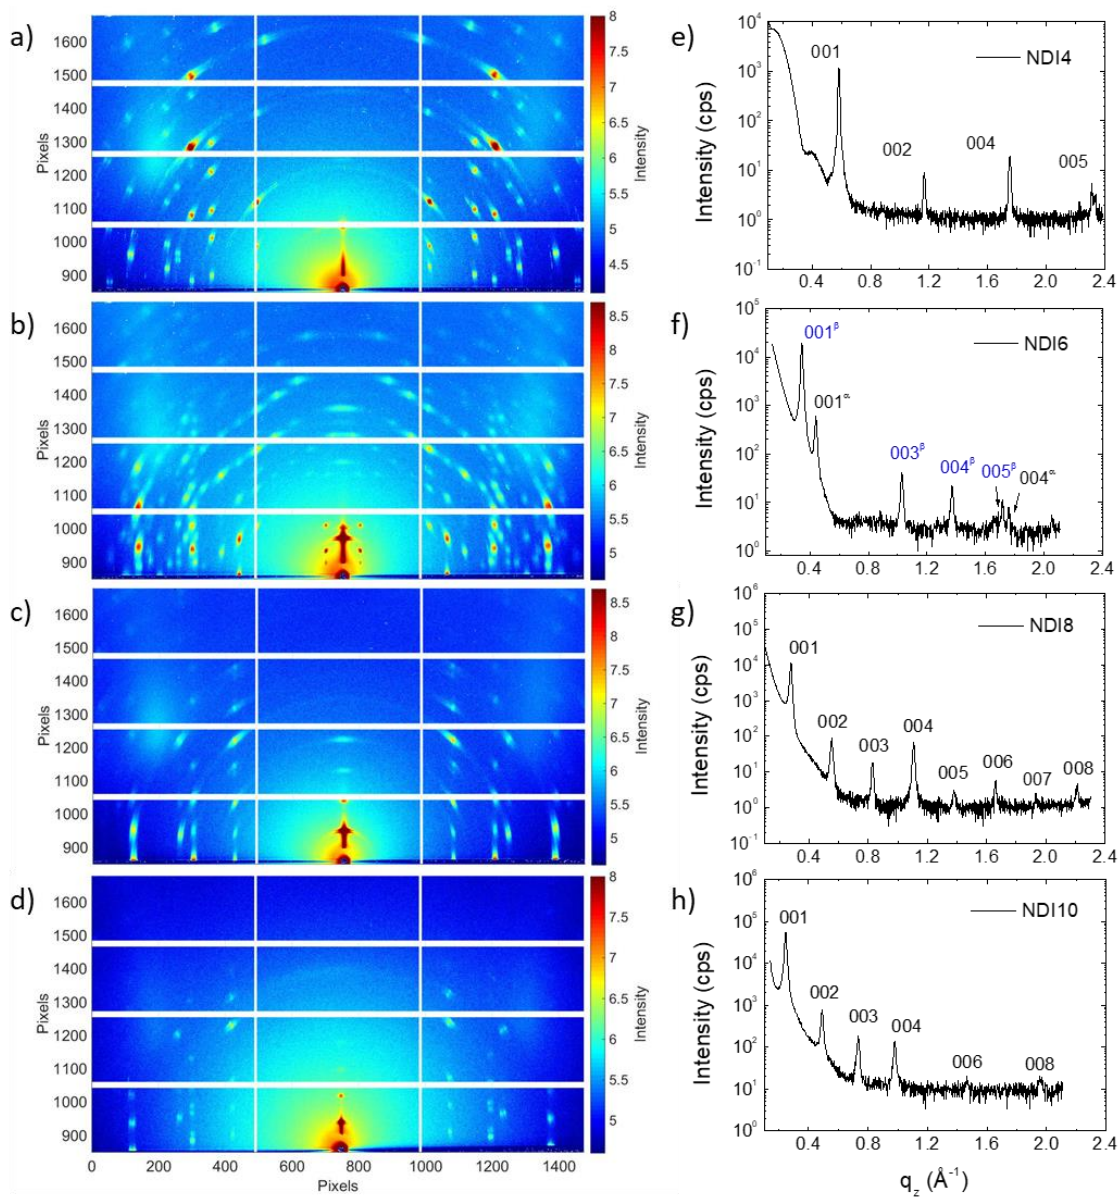 a)
1600
1500
1400
1300
1200
1100
1000
900
Pixels
8
7.5
7
6.5
6
5.5
5
4.5
Intensity
e)
10^4
10^3
10^2
10^1
10^0
10^-1
Intensity (cps)
NDI4
001
002
004
005
0.4 0.8 1.2 1.6 2.0 2.4
b)
1600
1500
1400
1300
1200
1100
1000
900
Pixels
8.5
8
7.5
7
6.5
6
5.5
5
Intensity
f)
10^5
10^4
10^3
10^2
10^1
10^0
Intensity (cps)
NDI6
001^β
001^α
003^β
004^β
005^β
004^α
0.4 0.8 1.2 1.6 2.0 2.4
c)
1600
1500
1400
1300
1200
1100
1000
900
Pixels
8.5
8
7.5
7
6.5
6
5.5
5
Intensity
g)
10^6
10^5
10^4
10^3
10^2
10^1
10^0
10^-1
Intensity (cps)
NDI8
001
002
003
004
005
006
007
008
0.4 0.8 1.2 1.6 2.0 2.4
d)
1600
1500
1400
1300
1200
1100
1000
900
Pixels
8
7.5
7
6.5
6
5.5
5
Intensity
0 200 400 600 800 1000 1200 1400
Pixels
h)
10^6
10^5
10^4
10^3
10^2
10^1
10^0
Intensity (cps)
NDI10
001
002
003
004
006
008
0.4 0.8 1.2 1.6 2.0 2.4
q_z (Å^-1)